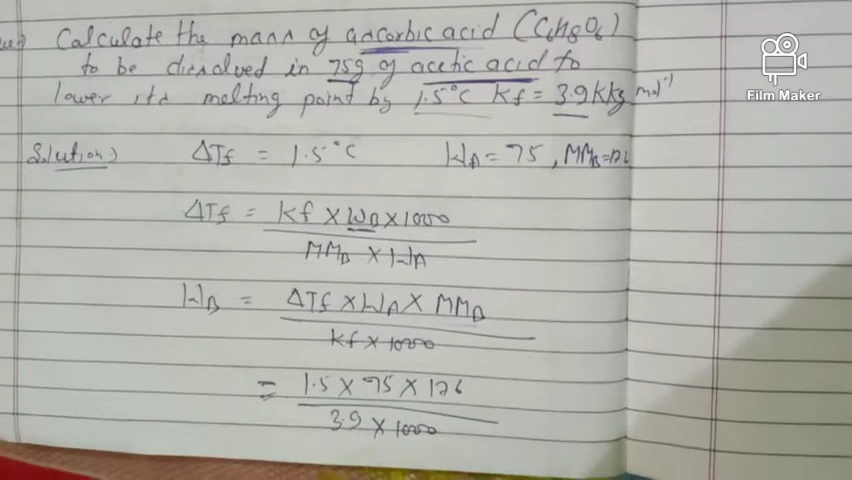 Calculate the mass of ascorbic acid (C6H8O6)
to be dissolved in 75g of acetic acid to
lower its melting point by 1.5°C Kf = 3.9 K kg mol⁻¹
Film Maker
Solution) ΔTf = 1.5°C WA = 75, MMB=
ΔTf = Kf × WB × 1000
MMB × WA
WB = ΔTf × WA × MMB
Kf × 1000
= 1.5 × 75 × 176
3.9 × 1000